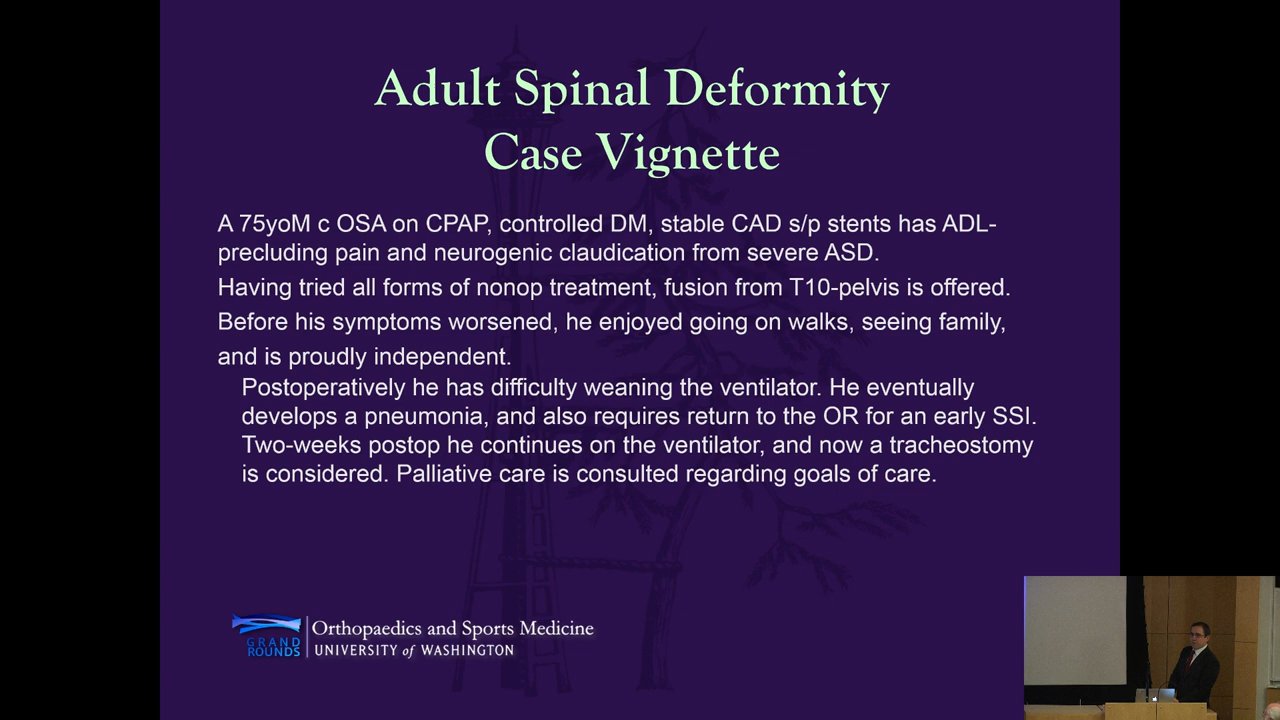 Adult Spinal Deformity
Case Vignette
A 75yoM c OSA on CPAP, controlled DM, stable CAD s/p stents has ADL-
precluding pain and neurogenic claudication from severe ASD.
Having tried all forms of nonop treatment, fusion from T10-pelvis is offered.
Before his symptoms worsened, he enjoyed going on walks, seeing family,
and is proudly independent.
Postoperatively he has difficulty weaning the ventilator. He eventually
develops a pneumonia, and also requires return to the OR for an early SSI.
Two-weeks postop he continues on the ventilator, and now a tracheostomy
is considered. Palliative care is consulted regarding goals of care.
GRAND
ROUNDS
Orthopaedics and Sports Medicine
UNIVERSITY of WASHINGTON